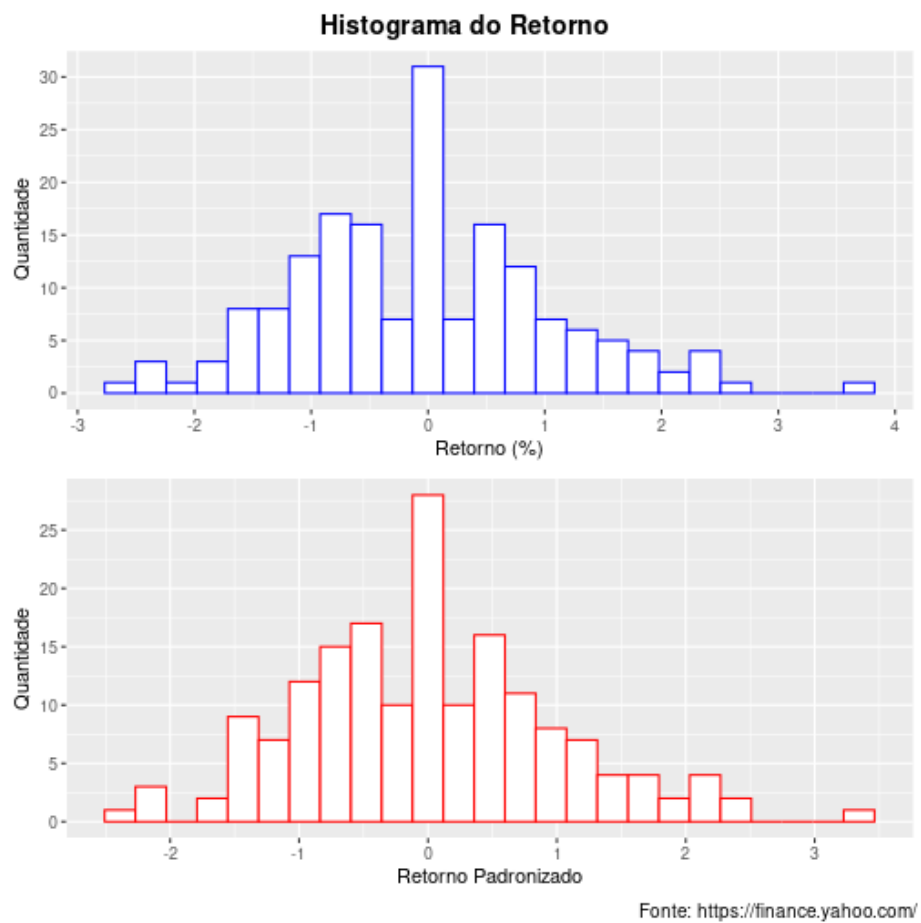 Histograma do Retorno
Quantidade
30
25
20
15
10
5
0
-3 -2 -1 0 1 2 3 4
Retorno (%)
Quantidade
25
20
15
10
5
0
-2 -1 0 1 2 3
Retorno Padronizado
Fonte: https://finance.yahoo.com/